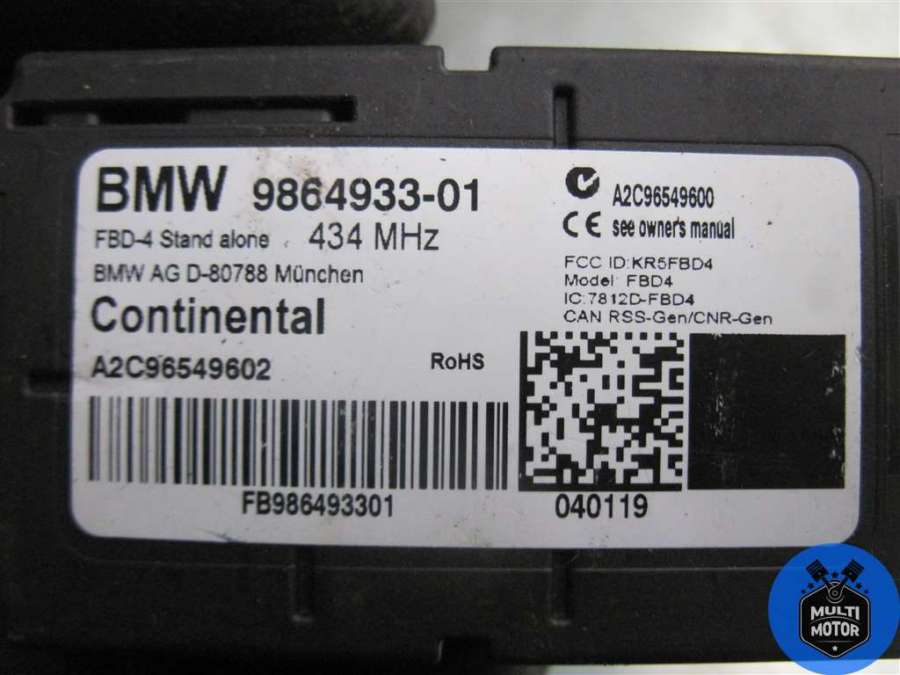 BMW 9864933-01
FBD-4 Stand alone 434 MHz
BMW AG D-80788 München
Continental
A2C96549602
RoHS
FB986493301
A2C96549600
CE see owner's manual
FCC ID:KR5FBD4
Model: FBD4
IC:7812D-FBD4
CAN RSS-Gen/CNR-Gen
040119
MULTI
MOTOR